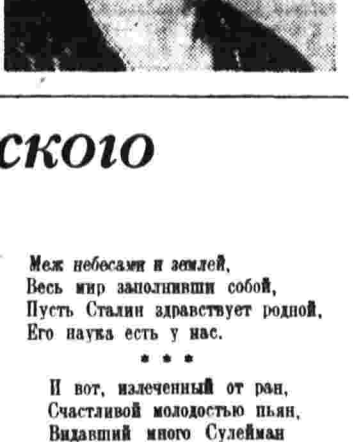 ского
Меж небесами и землей,
Весь мир заполнивши собой,
Пусть Сталин здравствует родной,
Его наука есть у нас.
* * *
И вот, излеченный от ран,
Счастливой молодостью пьян,
Видавший много Сулейман